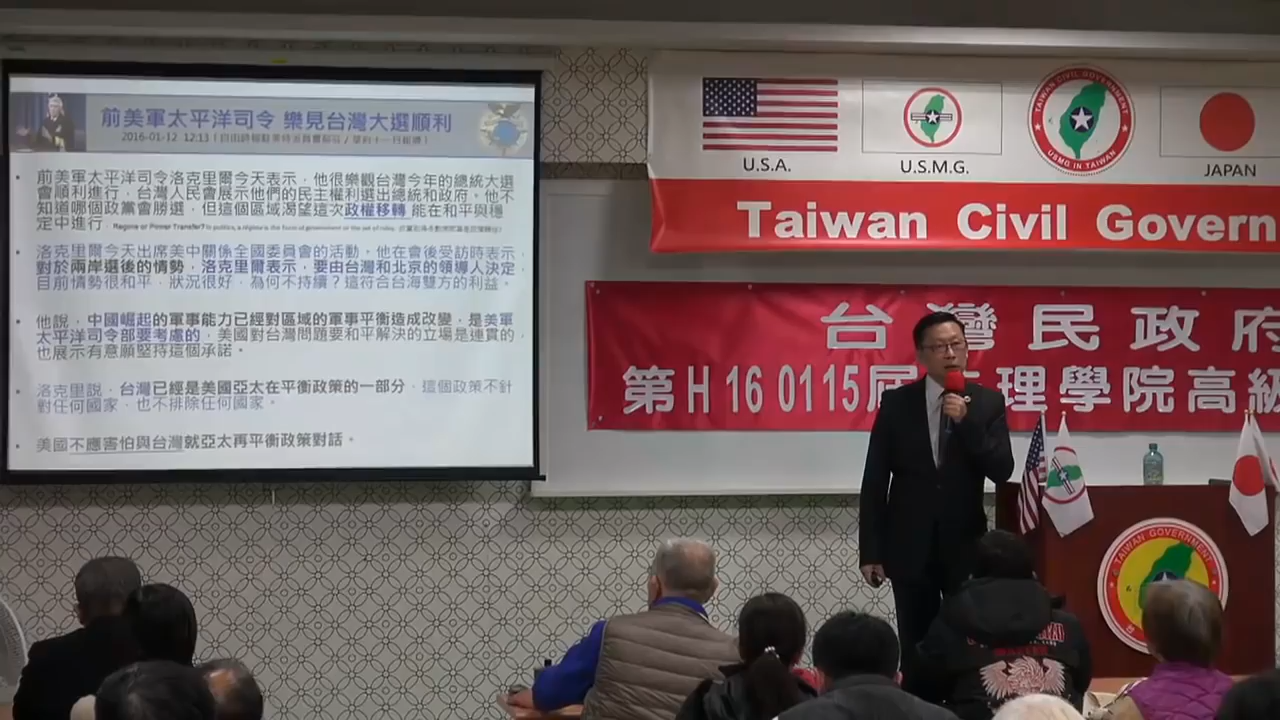 前美軍太平洋司令 樂見台灣大選順利
2016-01-12 12:13
前美軍太平洋司令洛克里爾今天表示，他很樂觀台灣今年的總統大選
會順利進行，台灣人民會展示他們的民主權利選出總統和政府。他不
知道哪個政黨會勝選，但這個區域渴望這次政權移轉 能在和平與穩
定中進行。
洛克里爾今天出席美中關係全國委員會的活動，他在會後受訪時表示，
對於兩岸選後的情勢，洛克里爾表示，要由台灣和北京的領導人決定，
目前情勢很和平，狀況很好，為何不持續？這符合台海雙方的利益。
他說，中國崛起的軍事能力已經對區域的軍事平衡造成改變，是美軍
太平洋司令部要考慮的，美國對台灣問題要和平解決的立場是連貫的，
也展示有意願堅持這個承諾。
洛克里說，台灣已經是美國亞太在平衡政策的一部分，這個政策不針
對任何國家，也不排除任何國家。
美國不應害怕與台灣就亞太再平衡政策對話。
U.S.A.
U.S.M.G.
TAIWAN CIVIL GOVERNMENT
USMG IN TAIWAN
JAPAN
Taiwan Civil Govern
台灣民政府
第H 16 0115屆
理學院高級
TAIWAN GOVERNMENT